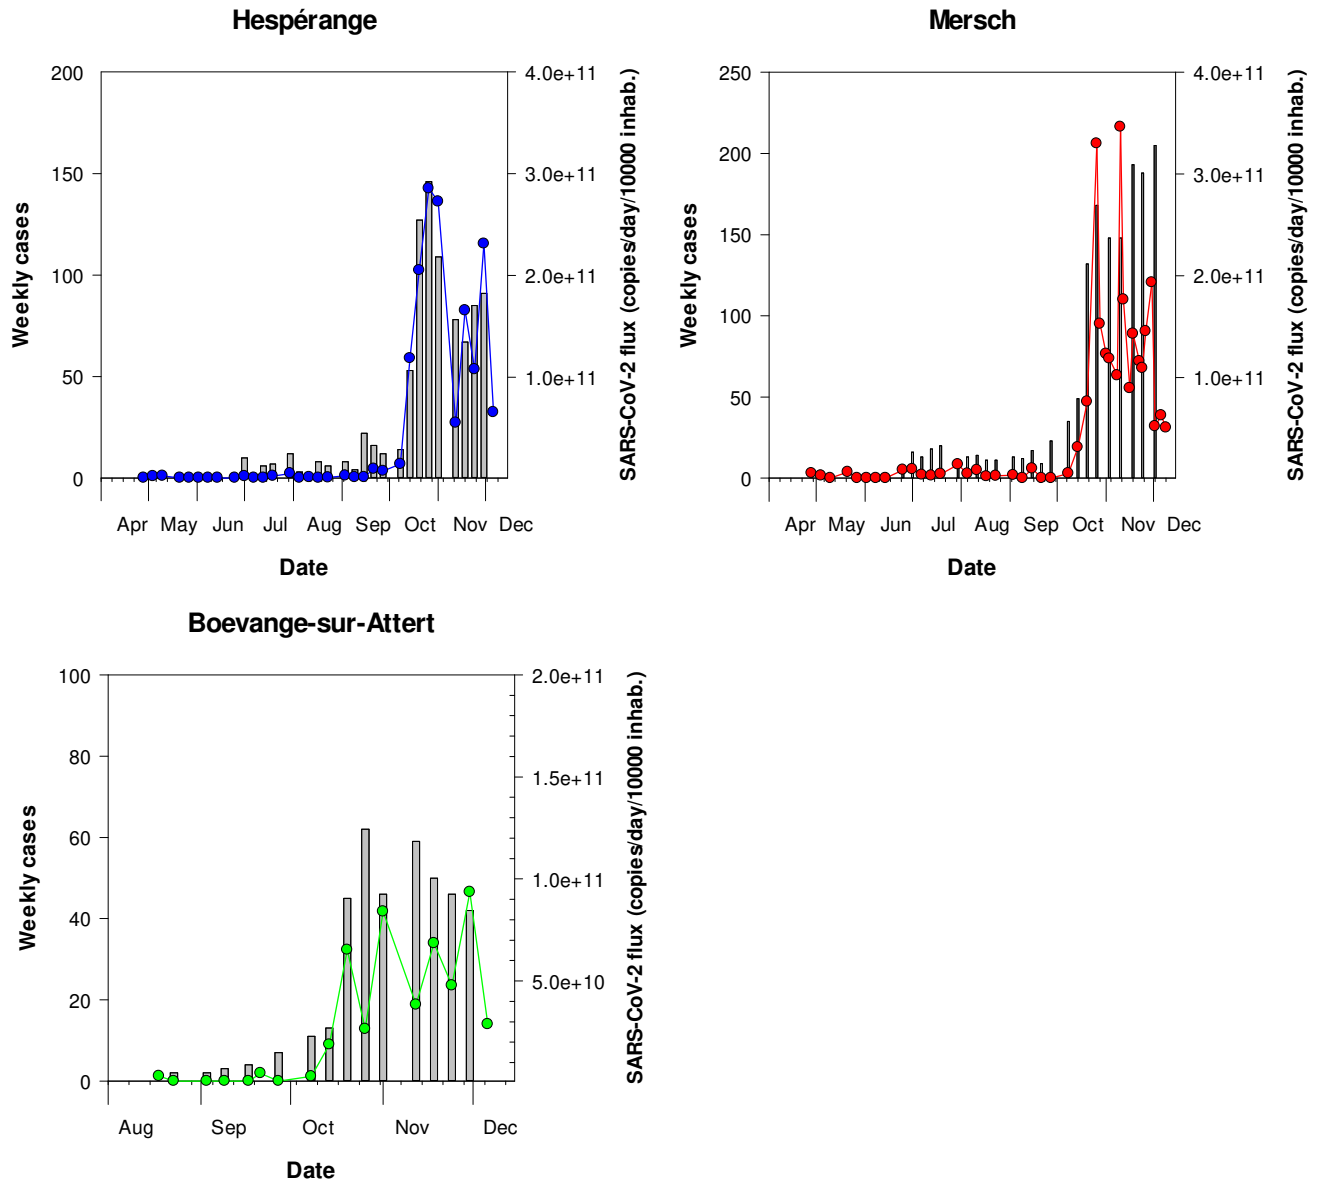 Hespérange
200
150
100
50
0
4.0e+11
3.0e+11
2.0e+11
1.0e+11
0
Weekly cases
SARS-CoV-2 flux (copies/day/10000 inhab.)
Apr May Jun Jul Aug Sep Oct Nov Dec
Date
Mersch
250
200
150
100
50
0
4.0e+11
3.0e+11
2.0e+11
1.0e+11
0
Weekly cases
SARS-CoV-2 flux (copies/day/10000 inhab.)
Apr May Jun Jul Aug Sep Oct Nov Dec
Date
Boevange-sur-Attert
100
80
60
40
20
0
2.0e+11
1.5e+11
1.0e+11
5.0e+10
0
Weekly cases
SARS-CoV-2 flux (copies/day/10000 inhab.)
Aug Sep Oct Nov Dec
Date